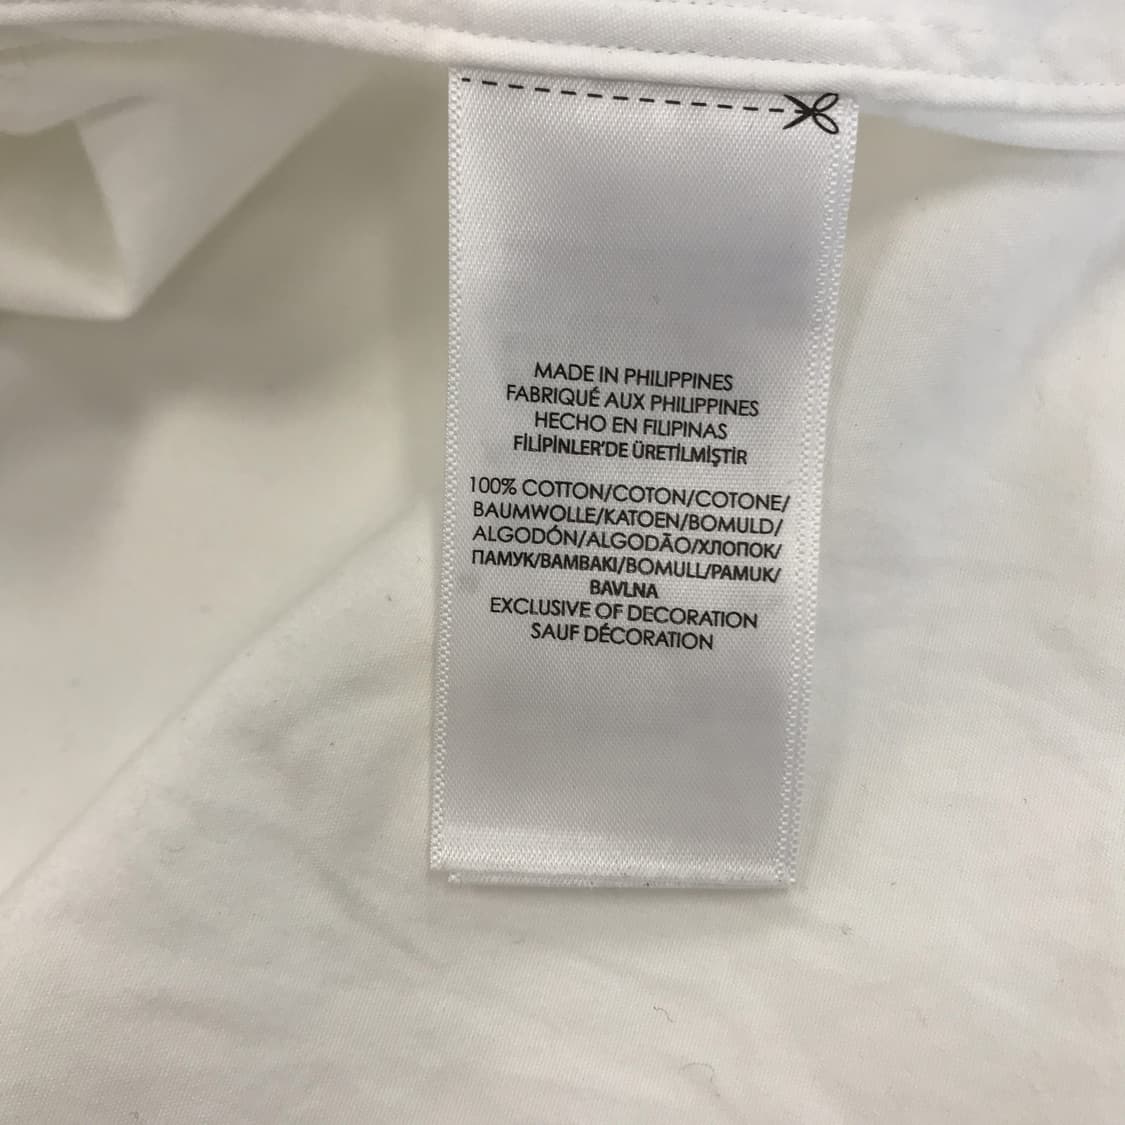 MADE IN PHILIPPINES
FABRIQUÉ AUX PHILIPPINES
HECHO EN FILIPINAS
FİLİPİNLER'DE ÜRETİLMİŞTİR
100% COTTON/COTON/COTONE/
BAUMWOLLE/KATOEN/BOMULD/
ALGODÓN/ALGODÃO/ХЛОПОК/
ПАМУК/BAMBAKI/BOMULL/PAMUK/
BAVLNA
EXCLUSIVE OF DECORATION
SAUF DÉCORATION